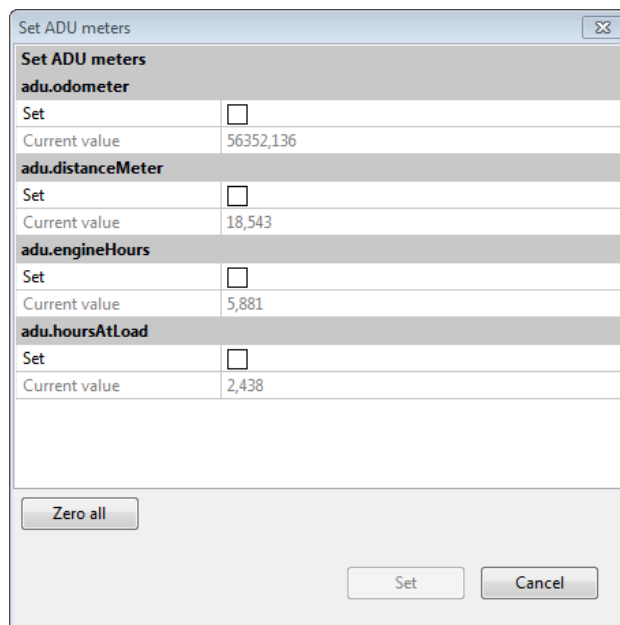 Set ADU meters
Set ADU meters
adu.odometer
Set
Current value 56352,136
adu.distanceMeter
Set
Current value 18,543
adu.engineHours
Set
Current value 5,881
adu.hoursAtLoad
Set
Current value 2,438
Zero all
Set Cancel